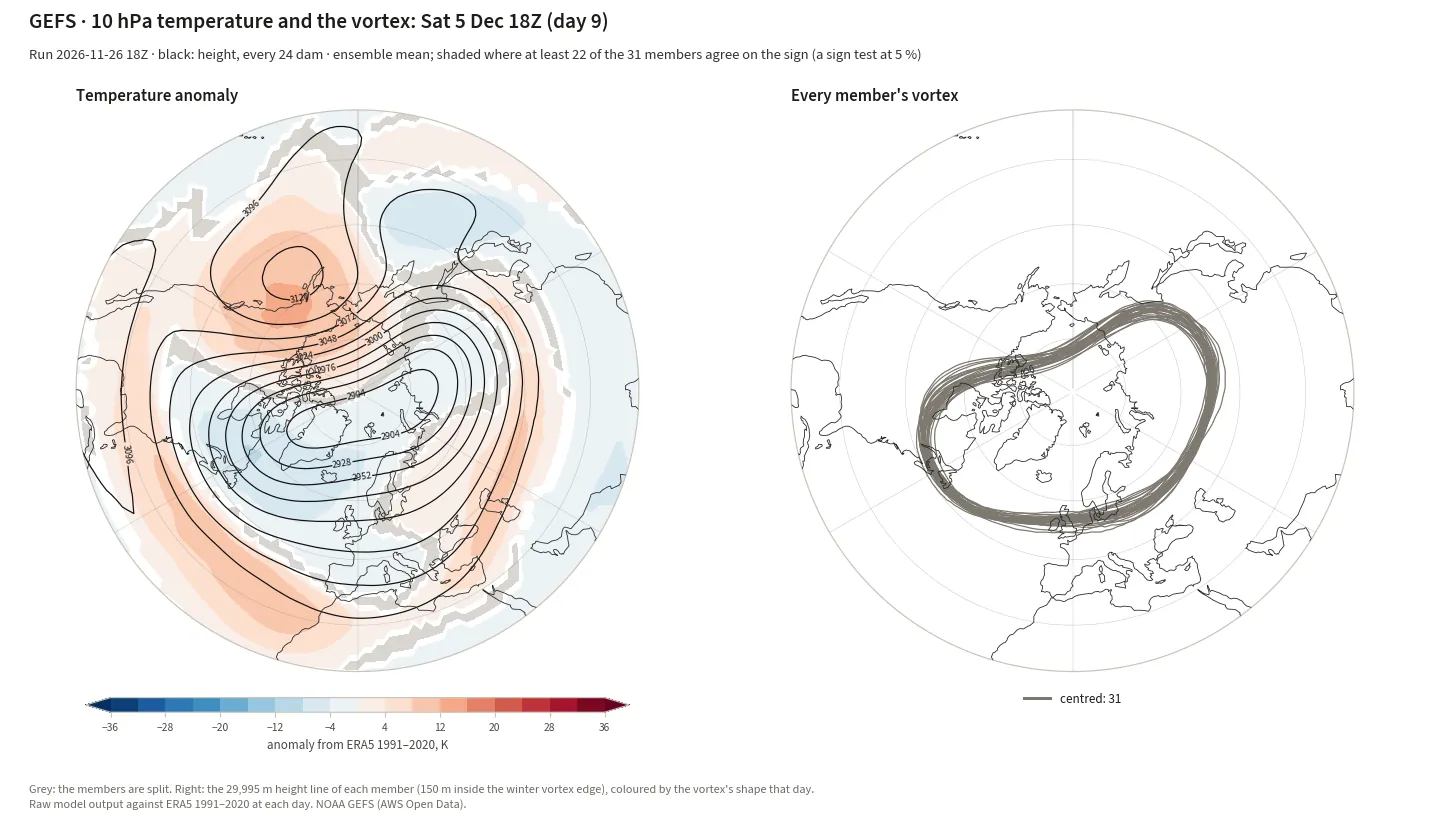 GEFS · 10 hPa temperature and the vortex: Sat 5 Dec 18Z (day 9)
Run 2026-11-26 18Z · black: height, every 24 dam · ensemble mean; shaded where at least 22 of the 31 members agree on the sign (a sign test at 5 %)
Temperature anomaly
Every member's vortex
3096
3120
3072
3048
3000
3024
2976
2904
2904
2928
2952
3096
centred: 31
−36 −28 −20 −12 −4 4 12 20 28 36
anomaly from ERA5 1991–2020, K
Grey: the members are split. Right: the 29,995 m height line of each member (150 m inside the winter vortex edge), coloured by the vortex's shape that day.
Raw model output against ERA5 1991–2020 at each day. NOAA GEFS (AWS Open Data).